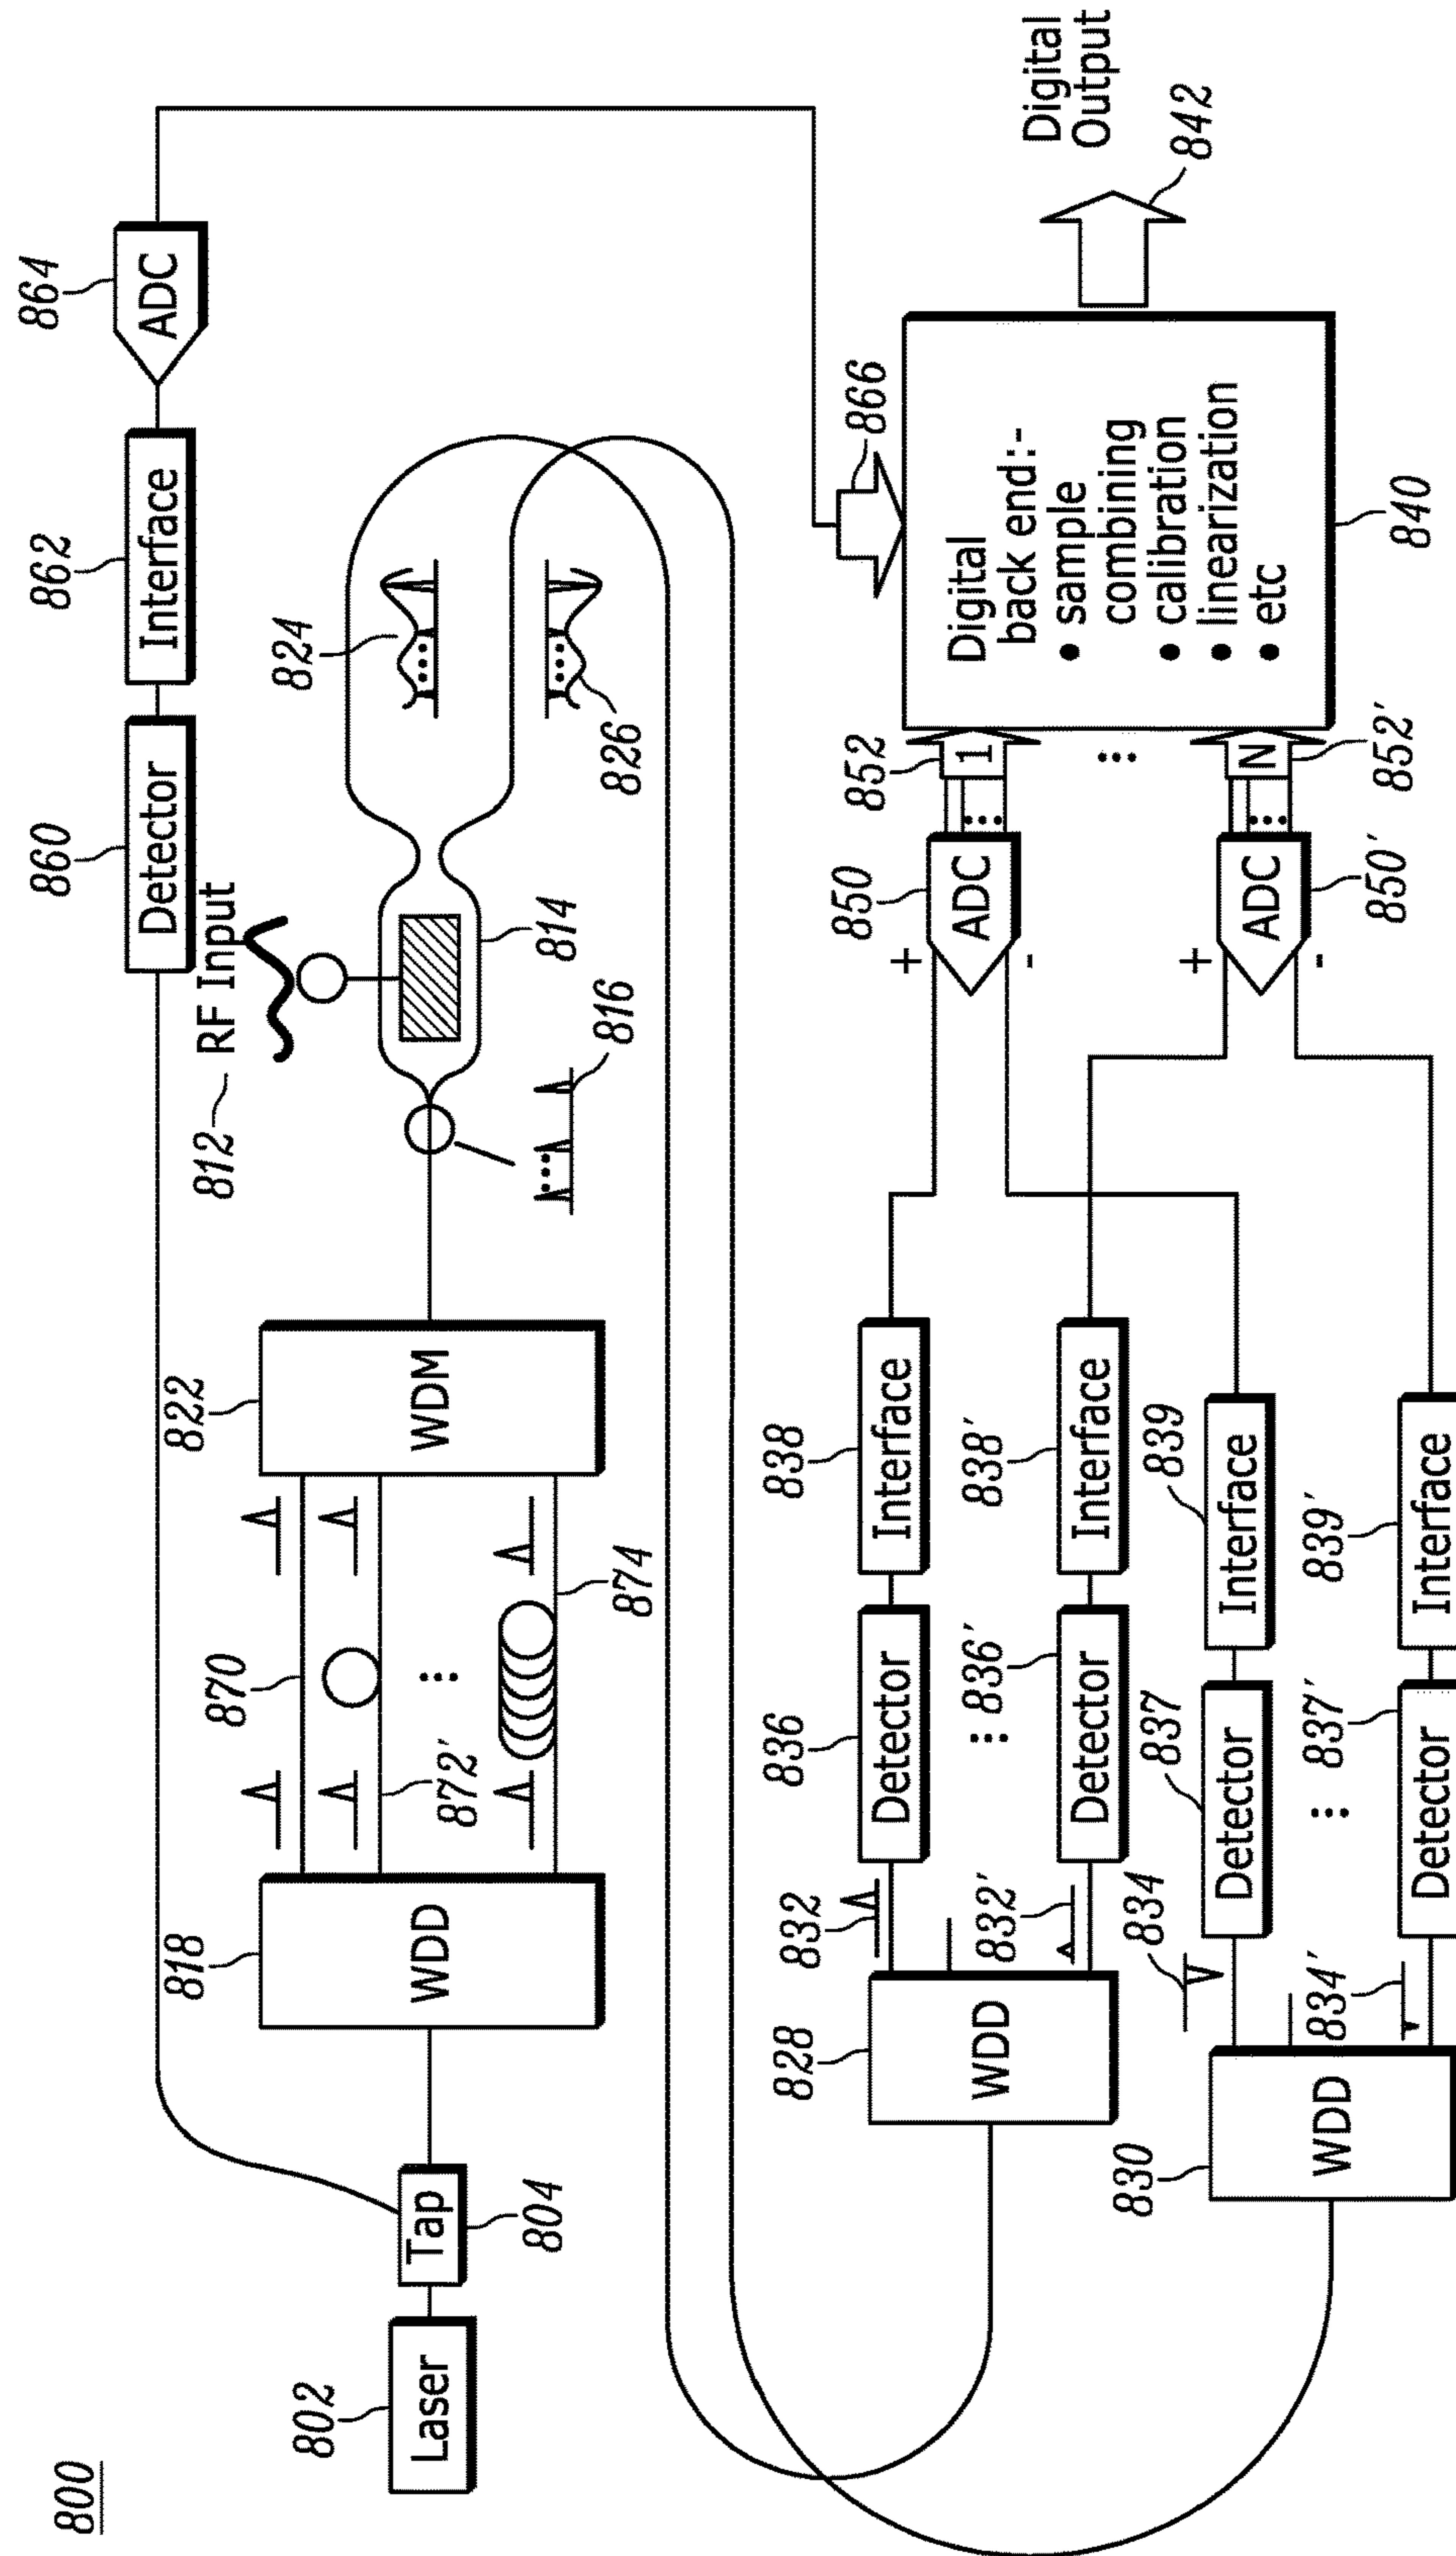 800
802
Laser
804
Tap
818
WDD
870
872'
874
822
WDM
812
RF Input
814
816
824
826
860
Detector
862
Interface
864
ADC
828
WDD
830
WDD
832
832'
834
834'
836
Detector
836'
Detector
837
Detector
837'
Detector
838
Interface
838'
Interface
839
Interface
839'
Interface
+
-
850
ADC
+
-
850'
ADC
852
1
852'
N
866
Digital
back end:-
• sample
combining
• calibration
• linearization
• etc
840
842
Digital
Output